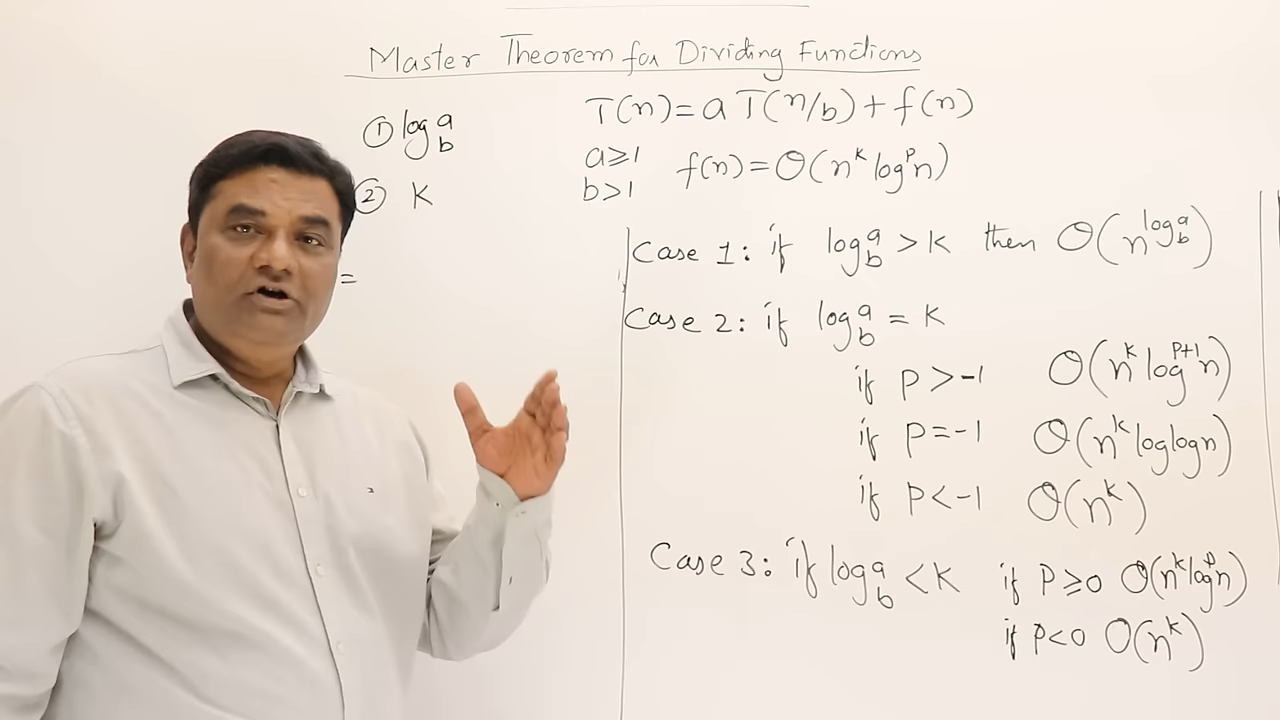 Master Theorem for Dividing Functions
① log_b a
② K
=
T(n) = a T(n/b) + f(n)
a ≥ 1
b > 1
f(n) = Θ(n^k log^p n)
Case 1: if log_b a > K then Θ(n^(log_b a))
Case 2: if log_b a = K
if P > -1 Θ(n^k log^(P+1) n)
if P = -1 Θ(n^k loglogn)
if P < -1 Θ(n^k)
Case 3: if log_b a < K if P ≥ 0 Θ(n^k log^p n)
if P < 0 Θ(n^k)